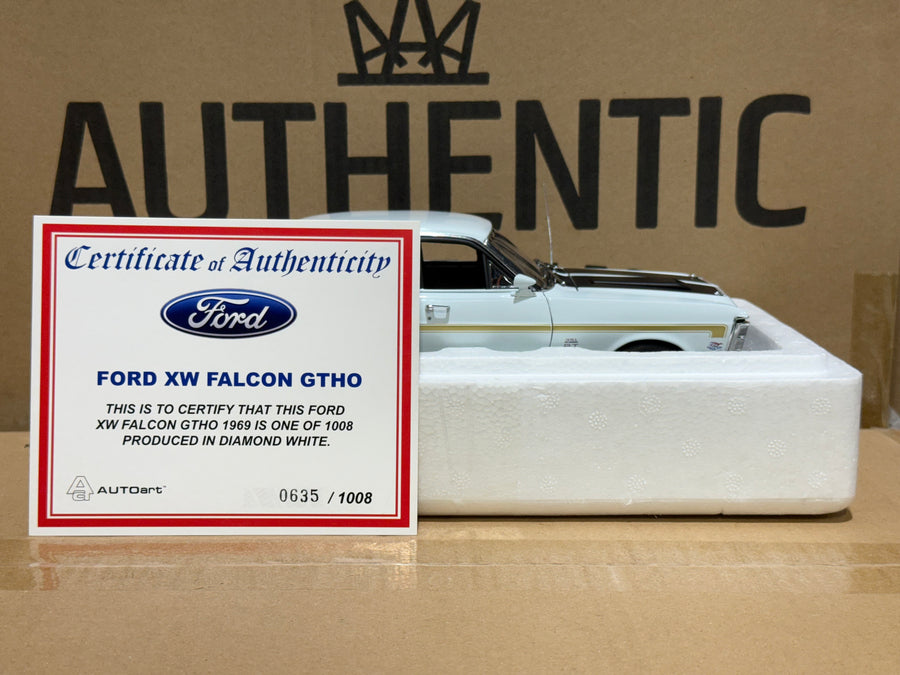 AUTHENTIC
Certificate of Authenticity
Ford
FORD XW FALCON GTHO
THIS IS TO CERTIFY THAT THIS FORD
XW FALCON GTHO 1969 IS ONE OF 1008
PRODUCED IN DIAMOND WHITE.
AUTOart™
0635 / 1008